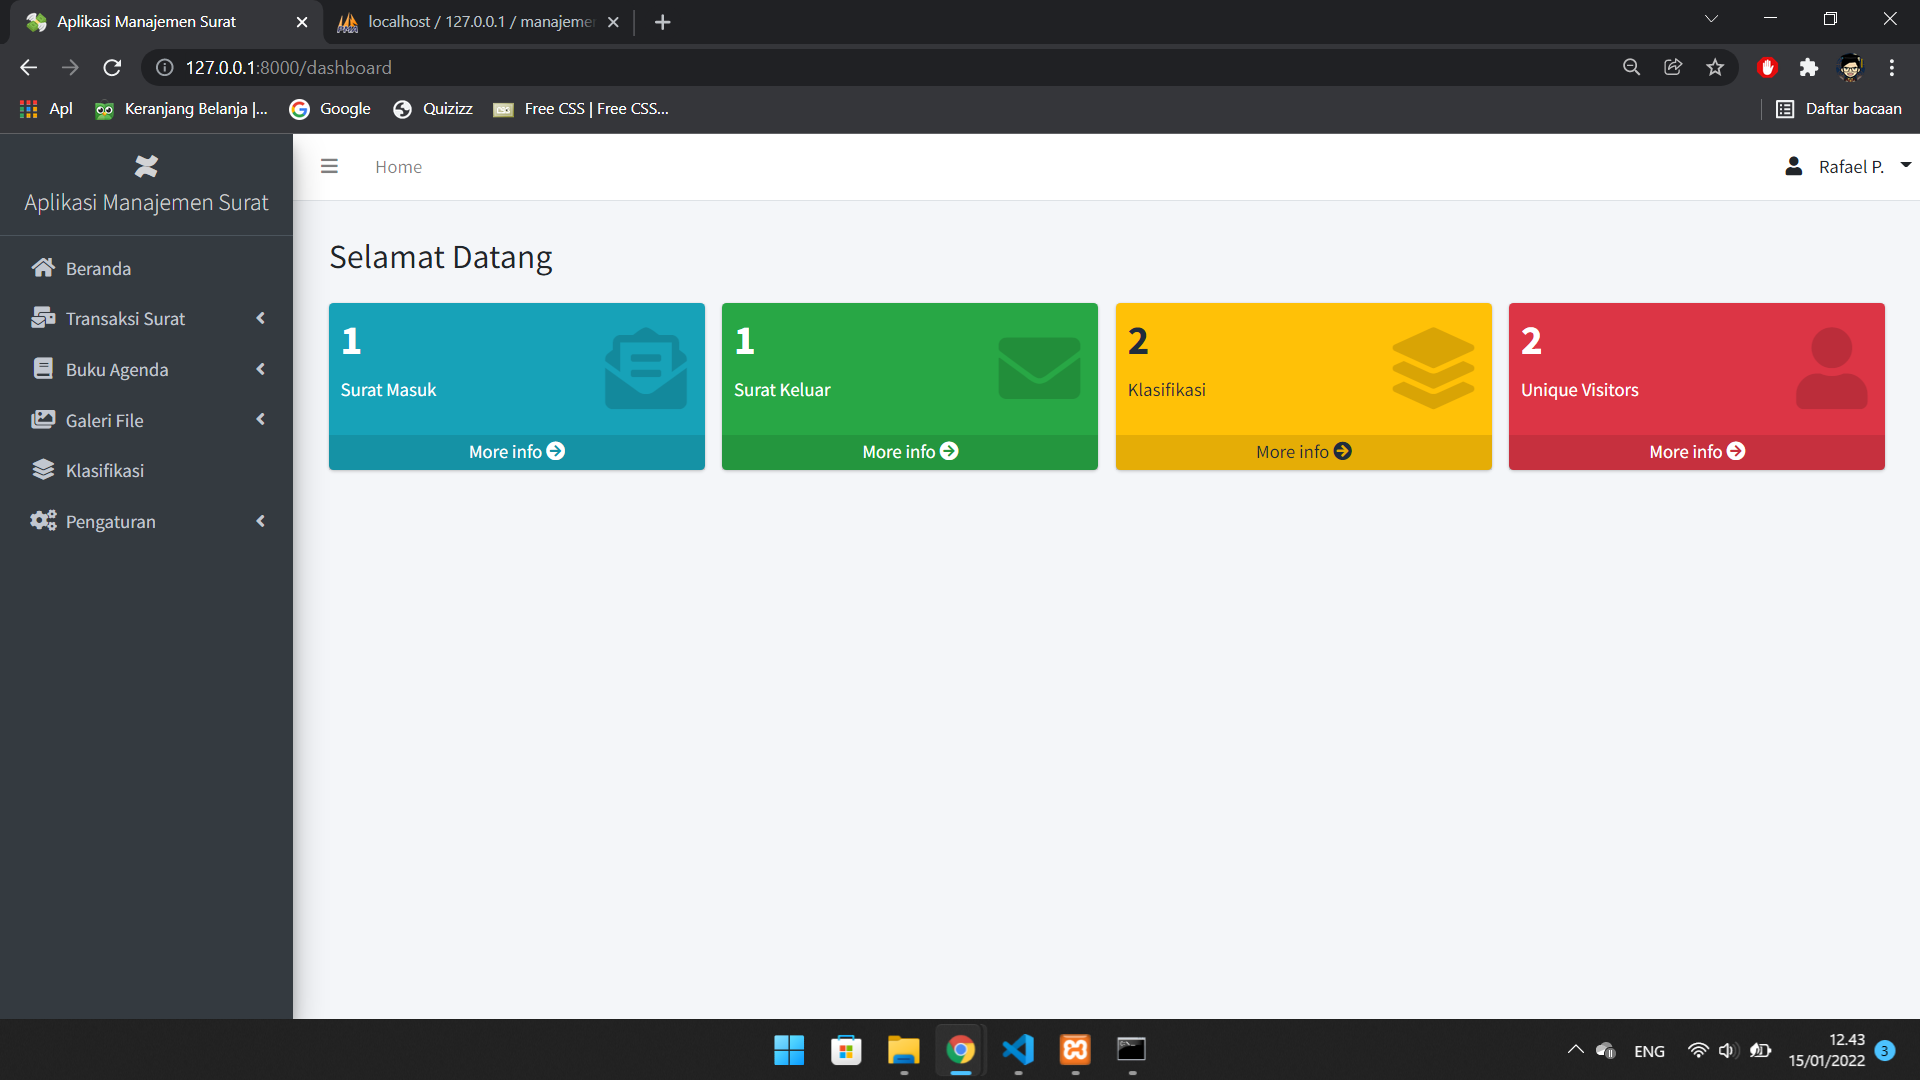 Aplikasi Manajemen Surat
localhost / 127.0.0.1 / manajemen
127.0.0.1:8000/dashboard
Apl
Keranjang Belanja |...
Google
Quizizz
Free CSS | Free CSS...
Daftar bacaan
Aplikasi Manajemen Surat
Home
Rafael P.
Beranda
Transaksi Surat
Buku Agenda
Galeri File
Klasifikasi
Pengaturan
Selamat Datang
1
Surat Masuk
More info
1
Surat Keluar
More info
2
Klasifikasi
More info
2
Unique Visitors
More info
ENG
12.43
15/01/2022
3